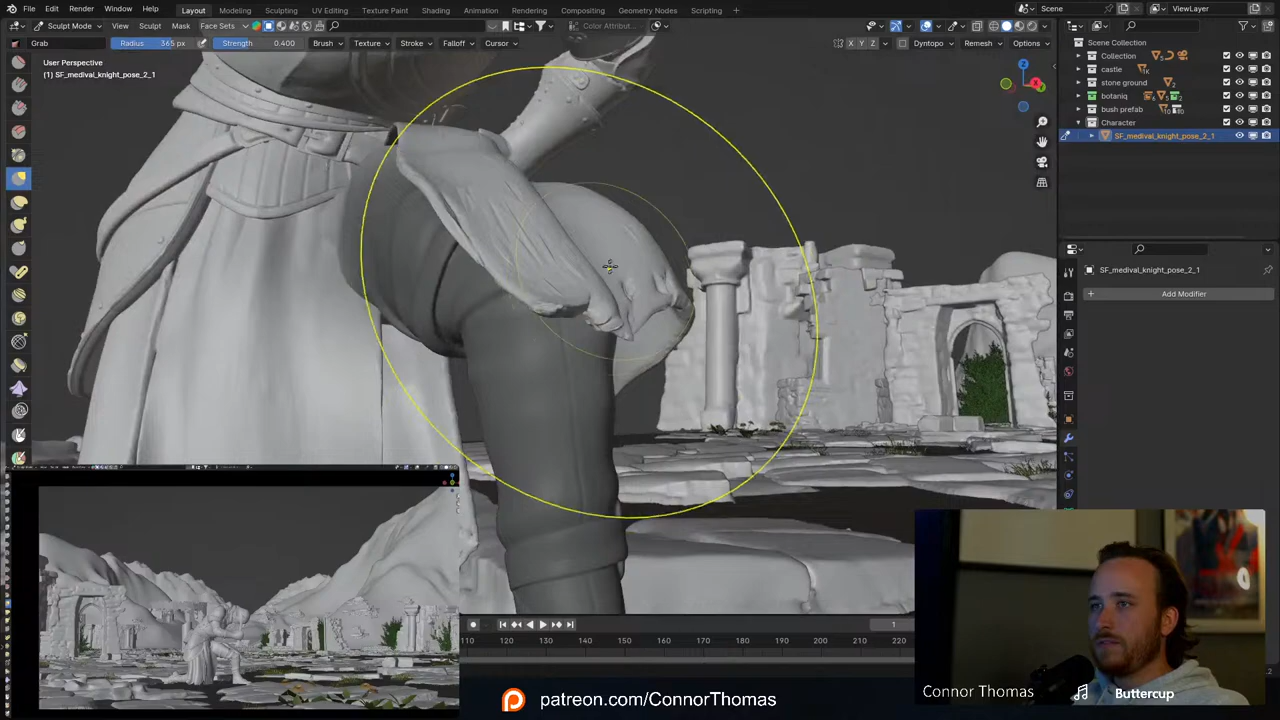 File Edit Render Window Help Layout Modeling Sculpting UV Editing Texture Paint Shading Animation Rendering Compositing Geometry Nodes Scripting Scene ViewLayer
Sculpt Mode View Sculpt Mask Face Sets Color Attribut...
Grab Radius 365 px Strength 0.400 Brush Texture Stroke Falloff Cursor X Y Z Dyntopo Remesh Options
User Perspective
(1) SF_medival_knight_pose_2_1
Scene Collection
Collection
castle
stone ground
botaniq
bush prefab
Character
SF_medival_knight_pose_2_1
SF_medival_knight_pose_2_1
Add Modifier
1
110 120 130 140 150 160 170 180 190 200 210 220
patreon.com/ConnorThomas
Connor Thomas Buttercup